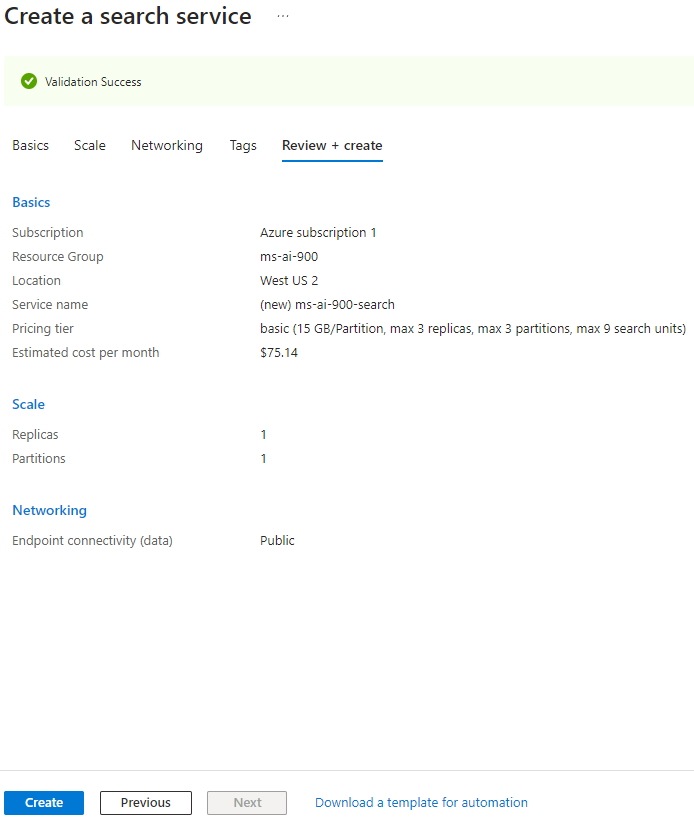 Create a search service ...
Validation Success
Basics Scale Networking Tags Review + create
Basics
Subscription Azure subscription 1
Resource Group ms-ai-900
Location West US 2
Service name (new) ms-ai-900-search
Pricing tier basic (15 GB/Partition, max 3 replicas, max 3 partitions, max 9 search units)
Estimated cost per month $75.14
Scale
Replicas 1
Partitions 1
Networking
Endpoint connectivity (data) Public
Create Previous Next Download a template for automation